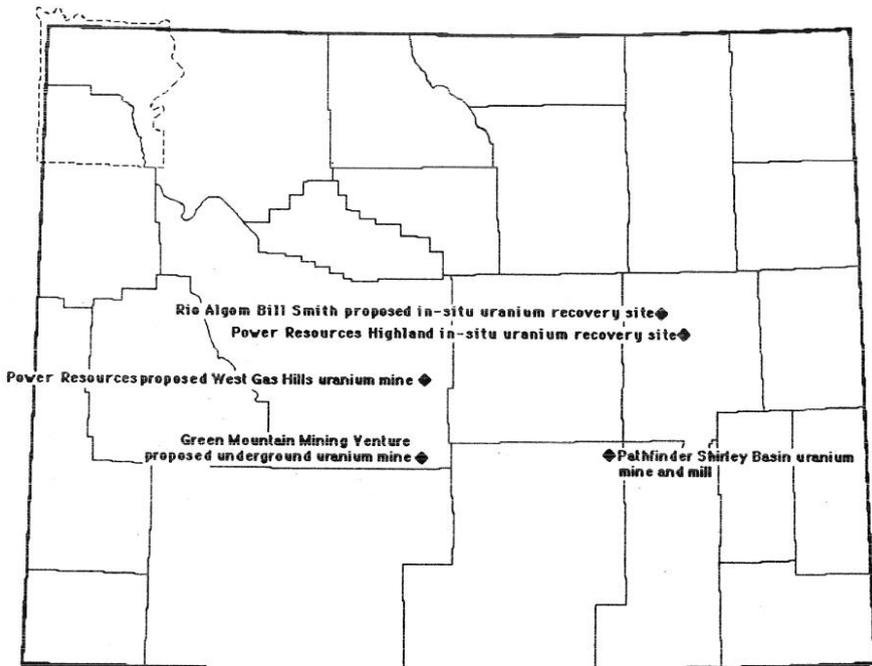 Rio Algom Bill Smith proposed in-situ uranium recovery site
Power Resources Highland in-situ uranium recovery site
Power Resources proposed West Gas Hills uranium mine
Green Mountain Mining Venture
proposed underground uranium mine
Pathfinder Shirley Basin uranium
mine and mill